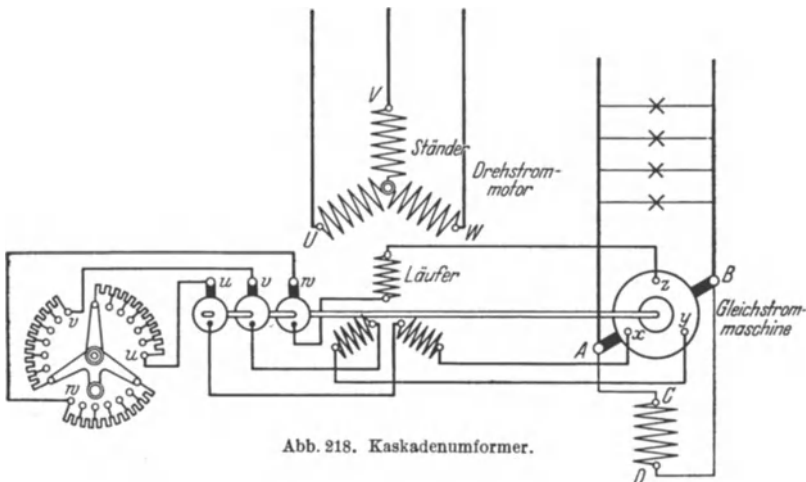 V
Ständer
Drehstrom-
motor
U
W
Läufer
u
v
w
v
u
w
z
x
y
A
B
Gleichstrom-
maschine
C
D
Abb. 218. Kaskadenumformer.